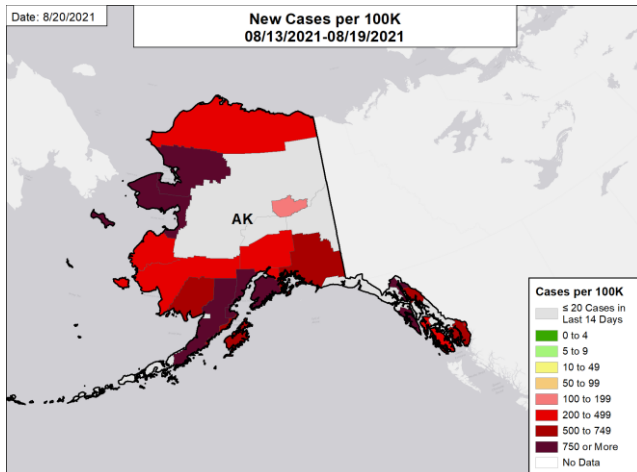 Date: 8/20/2021
New Cases per 100K
08/13/2021-08/19/2021
AK
Cases per 100K
≤ 20 Cases in
Last 14 Days
0 to 4
5 to 9
10 to 49
50 to 99
100 to 199
200 to 499
500 to 749
750 or More
No Data